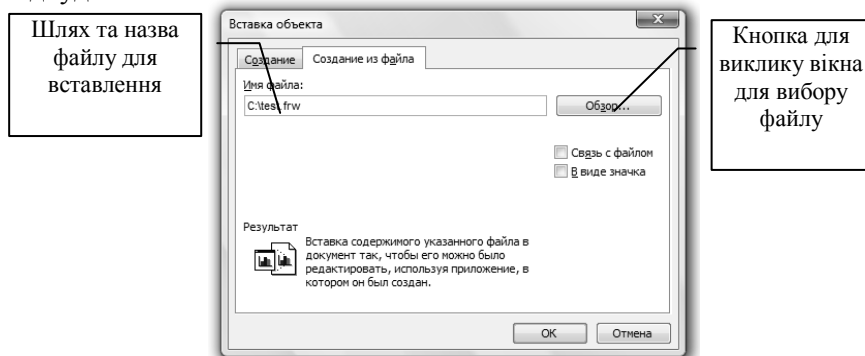 Шлях та назва
файлу для
вставлення
Вставка объекта
Создание
Создание из файла
Имя файла:
C:\test.frw
Обзор...
Связь с файлом
В виде значка
Результат
Вставка содержимого указанного файла в
документ так, чтобы его можно было
редактировать, используя приложение, в
котором он был создан.
OK
Отмена
Кнопка для
виклику вікна
для вибору
файлу